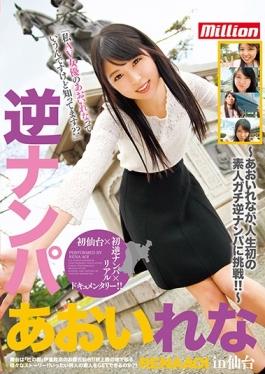 Million
「私、AV女優のあおいれなって
いうんですけど知ってます??」
逆ナンパ
〜あおいれなが、人生初の
素人ガチ逆ナンパに挑戦!!〜
初仙台×初逆ナンパ×リアル
ドキュメンタリー!!
PERFORMED BY
RENA AOI
あおいれな
RENA AOI in仙台